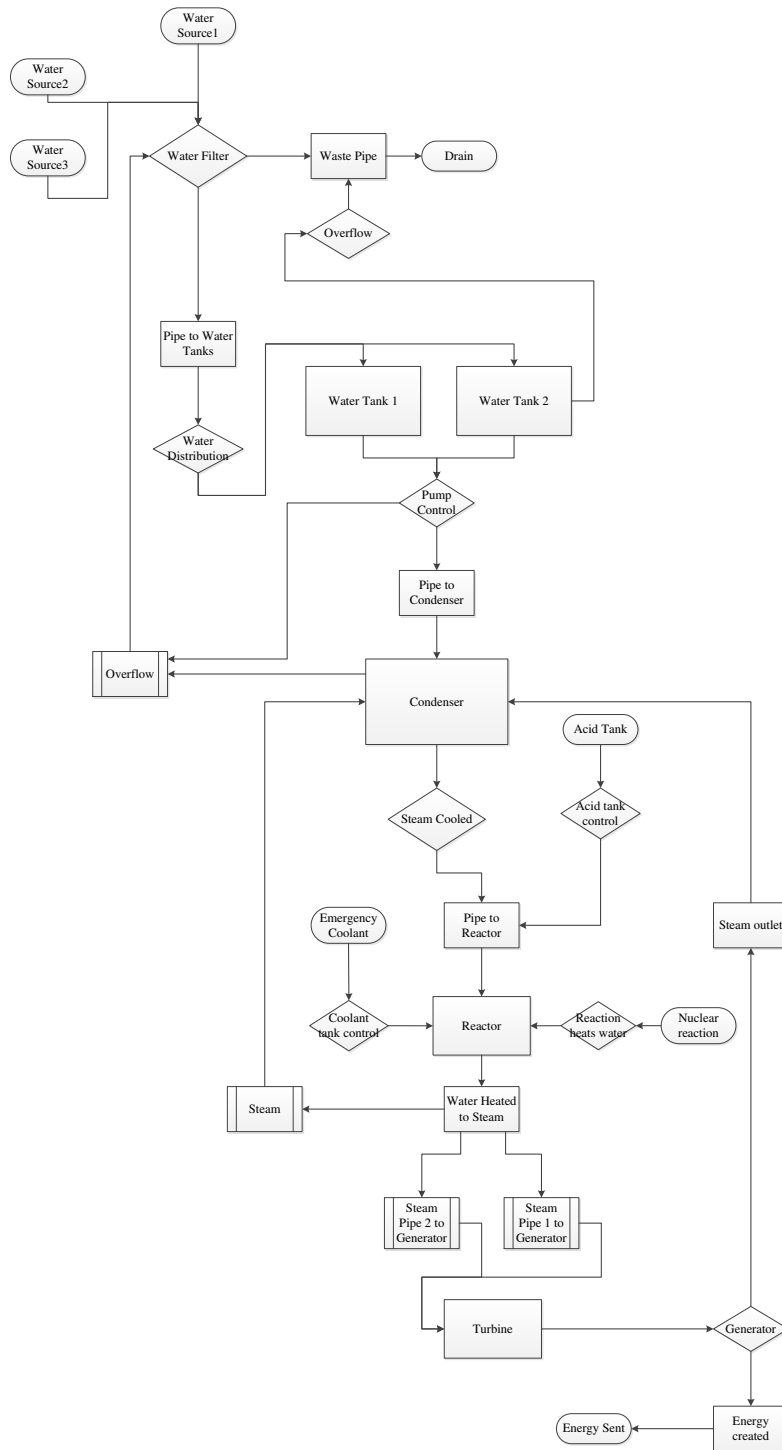 Water
Source1
Water
Source2
Water
Source3
Water Filter
Waste Pipe
Drain
Overflow
Pipe to Water
Tanks
Water Tank 1
Water Tank 2
Water
Distribution
Pump
Control
Pipe to
Condenser
Overflow
Condenser
Acid Tank
Steam Cooled
Acid tank
control
Emergency
Coolant
Pipe to
Reactor
Steam outlet
Coolant
tank control
Reactor
Reaction
heats water
Nuclear
reaction
Steam
Water Heated
to Steam
Steam
Pipe 2 to
Generator
Steam
Pipe 1 to
Generator
Turbine
Generator
Energy Sent
Energy
created